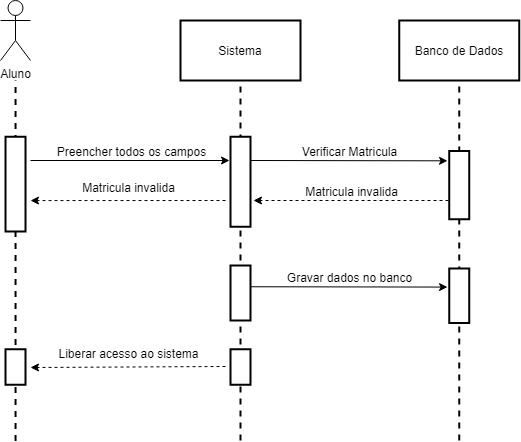 Aluno
Sistema
Banco de Dados
Preencher todos os campos
Verificar Matricula
Matricula invalida
Matricula invalida
Gravar dados no banco
Liberar acesso ao sistema